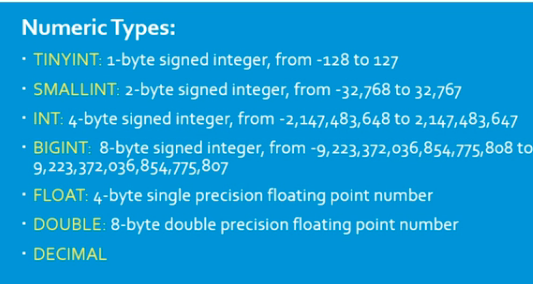 Numeric Types:
• TINYINT: 1-byte signed integer, from -128 to 127
• SMALLINT: 2-byte signed integer, from -32,768 to 32,767
• INT: 4-byte signed integer, from -2,147,483,648 to 2,147,483,647
• BIGINT: 8-byte signed integer, from -9,223,372,036,854,775,808 to
9,223,372,036,854,775,807
• FLOAT: 4-byte single precision floating point number
• DOUBLE: 8-byte double precision floating point number
• DECIMAL